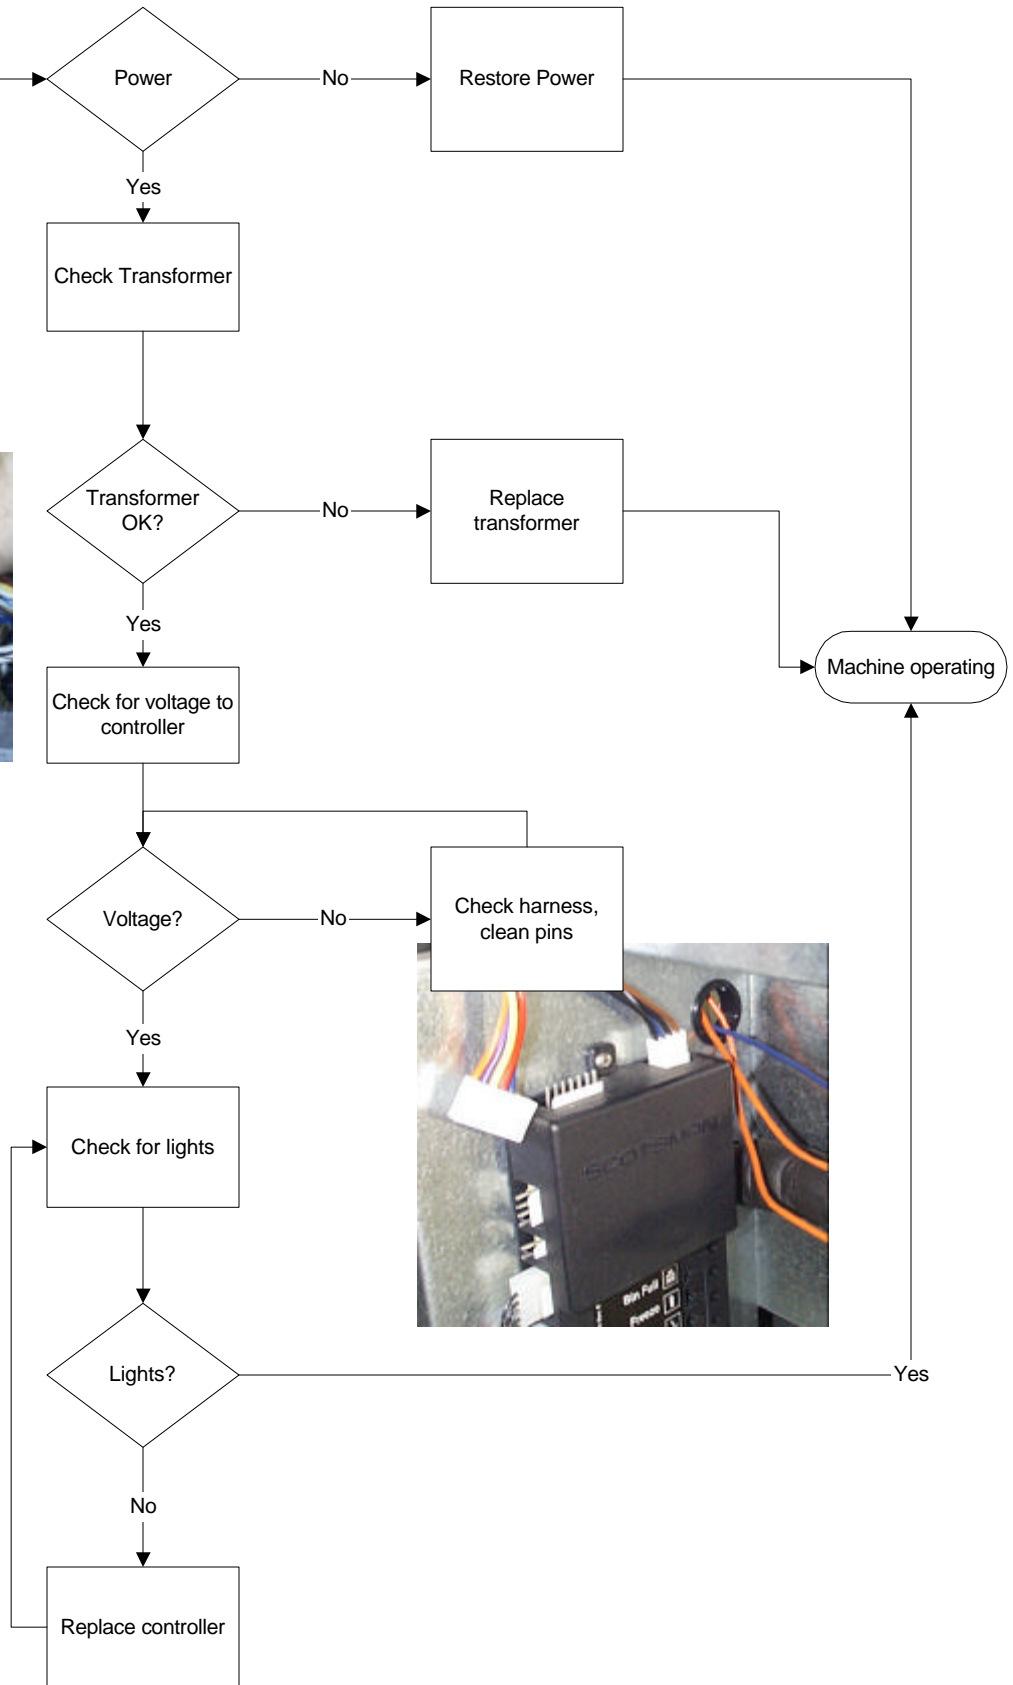 Power
No
Restore Power
Yes
Check Transformer
Transformer
OK?
No
Replace
transformer
Yes
Machine operating
Check for voltage to
controller
Voltage?
No
Check harness,
clean pins
Yes
Check for lights
SCOTSMAN
Bin Full
Freeze
Lights?
Yes
No
Replace controller